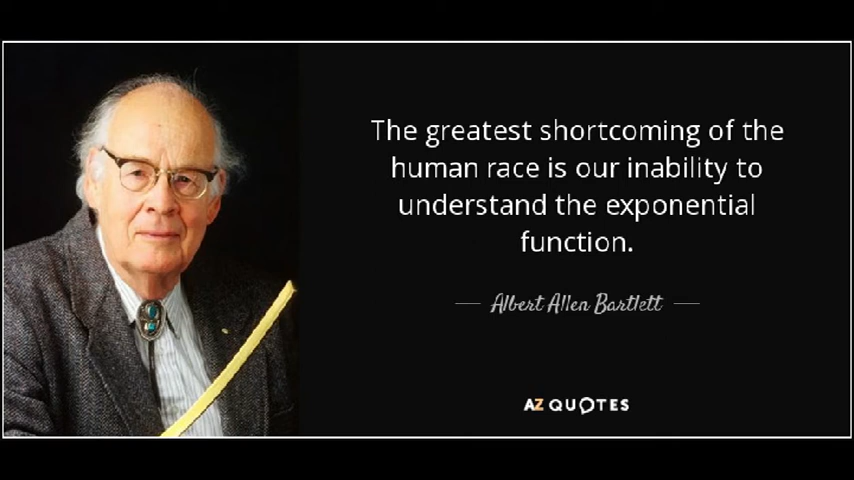 The greatest shortcoming of the
human race is our inability to
understand the exponential
function.
Albert Allen Bartlett
AZ QUOTES